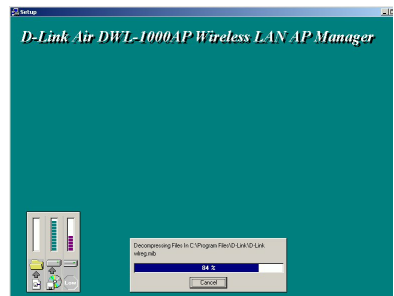 Setup
D-Link Air DWL-1000AP Wireless LAN AP Manager
Decompressing Files In C:\Program Files\D-Link\D-Link
wlreg.mib
84 %
Cancel